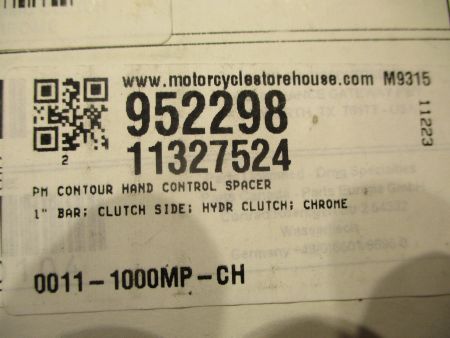 www.motorcyclestorehouse.com M9315
952298
11327524
11223
2
PM CONTOUR HAND CONTROL SPACER
1" BAR; CLUTCH SIDE; HYDR CLUTCH; CHROME
0011-1000MP-CH